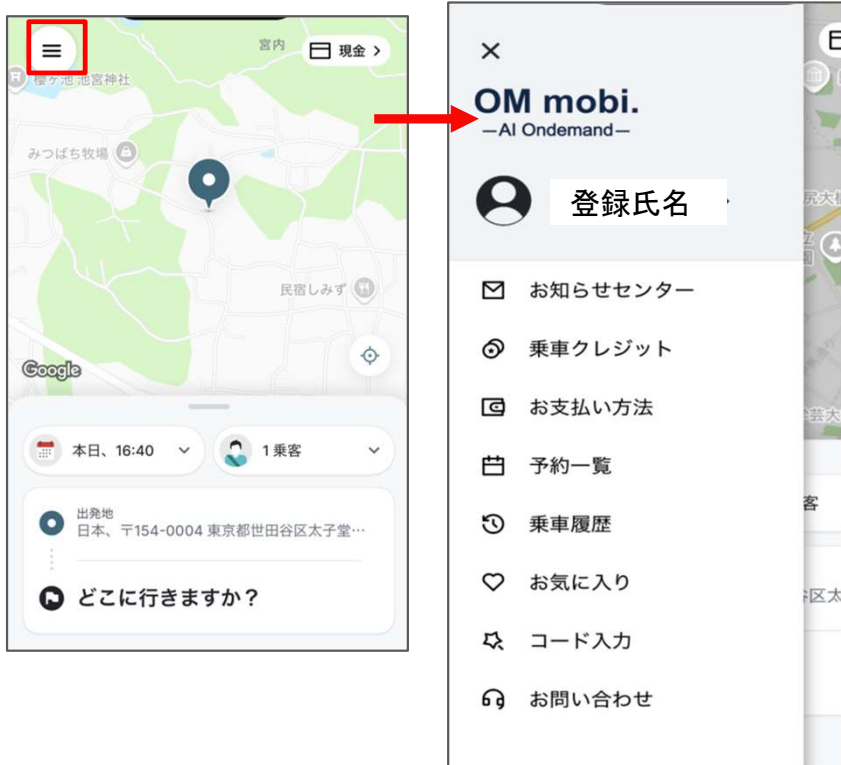 宮内
現金
櫻ケ池 池宮神社
みつばち牧場
民宿しみず
Google
本日、16:40
1 乗客
出発地
日本、〒154-0004 東京都世田谷区太子堂…
どこに行きますか？
OM mobi.
—AI Ondemand—
登録氏名
お知らせセンター
乗車クレジット
お支払い方法
予約一覧
乗車履歴
お気に入り
コード入力
お問い合わせ
客
区太